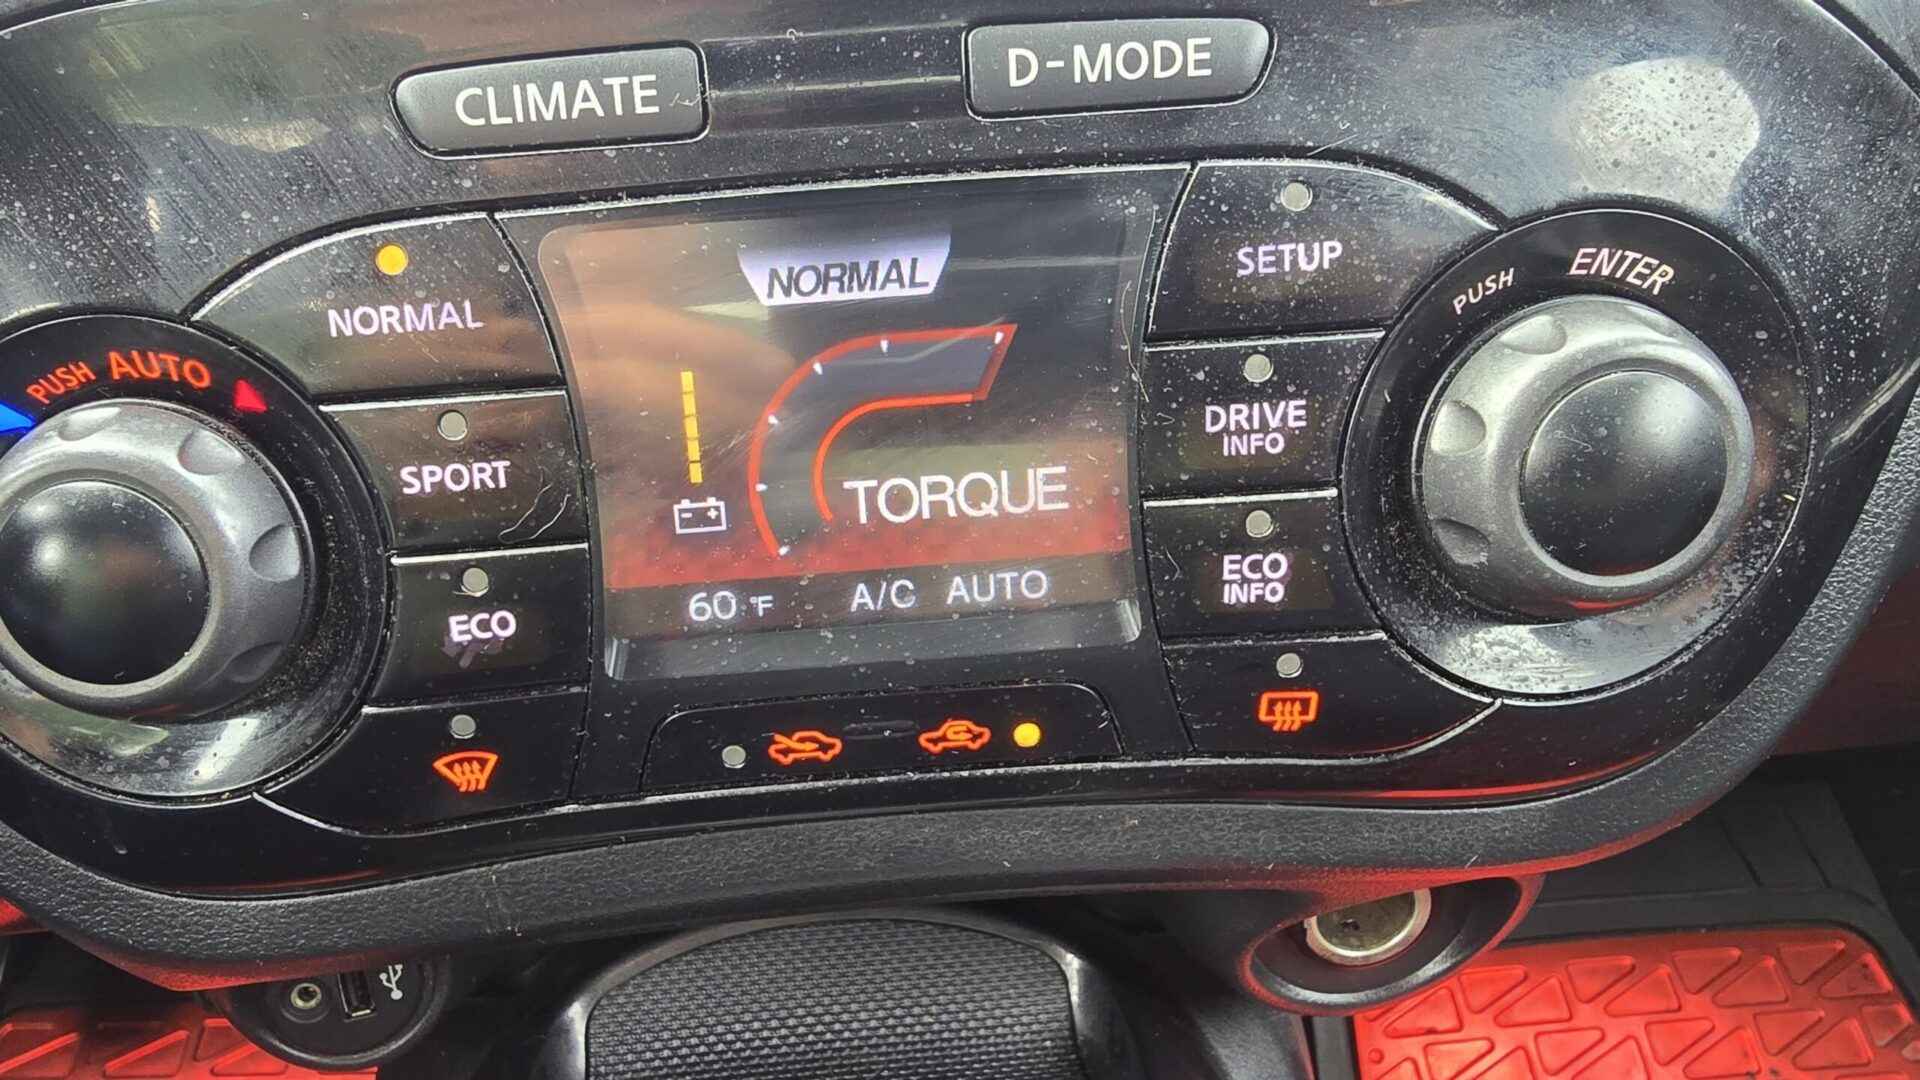 CLIMATE
D-MODE
NORMAL
SETUP
PUSH ENTER
NORMAL
PUSH AUTO
DRIVE
INFO
SPORT
TORQUE
ECO
INFO
60 °F A/C AUTO
ECO